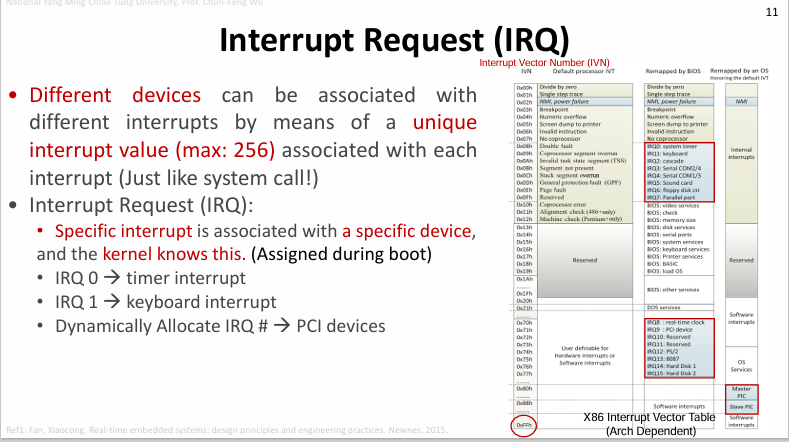 National Yang Ming Chiao Tung University, Prof. Chun-Feng Wu
11
Interrupt Request (IRQ)
• Different devices can be associated with
different interrupts by means of a unique
interrupt value (max: 256) associated with each
interrupt (Just like system call!)
• Interrupt Request (IRQ):
• Specific interrupt is associated with a specific device,
and the kernel knows this. (Assigned during boot)
• IRQ 0 → timer interrupt
• IRQ 1 → keyboard interrupt
• Dynamically Allocate IRQ # → PCI devices
Ref1: Fan, Xiaocong. Real-time embedded systems: design principles and engineering practices. Newnes, 2015.
Interrupt Vector Number (IVN)
IVN Default processor IVT Remapped by BIOS Remapped by an OS
Honoring the default IVT
0x00h Divide by zero Divide by zero
0x01h Single step trace Single step trace
0x02h NMI, power failure NMI, power failure NMI
0x03h Breakpoint Breakpoint
0x04h Numeric overflow Numeric overflow
0x05h Screen dump to printer Screen dump to printer
0x06h Invalid instruction Invalid instruction
0x07h No coprocessor No coprocessor
0x08h Double fault IRQ0: system timer
0x09h Coprocessor segment overrun IRQ1: keyboard
0x0Ah Invalid task state segment (TSS) IRQ2: cascade
0x0Bh Segment not present IRQ3: Serial COM2/4
0x0Ch Stack segment overrun IRQ4: Serial COM1/3
0x0Dh General protection fault (GPF) IRQ5: Sound card
0x0Eh Page fault IRQ6: floppy disk ctr
0x0Fh Reserved IRQ7: Parallel port
Internal
interrupts
0x10h Coprocessor error BIOS: video services
0x11h Alignment check (486+only) BIOS: check
0x12h Machine check (Pentium+only) BIOS: memory size
0x13h BIOS: disk services
0x14h BIOS: serial ports
0x15h BIOS: system services
0x16h BIOS: keyboard services
0x17h BIOS: Printer services
0x18h BIOS: BASIC
0x19h BIOS: load OS
Reserved
Reserved
0x1Ah
.......
0x1Fh
BIOS: other services
0x20h
0x21h DOS services
.......
Software
interrupts
0x70h IRQ8 : real-time clock
0x71h IRQ9 : PCI device
0x72h IRQ10: Reserved
0x73h IRQ11: Reserved
0x74h IRQ12: PS/2
0x75h IRQ13: 8087
0x76h IRQ14: Hard Disk 1
0x77h IRQ15: Hard Disk 2
User definable for
Hardware interrupts or
Software interrupts
OS
Services
.......
0x80h
.......
Master
PIC
0x88h Software interrupts Slave PIC
.......
0xFFh
Software
interrupts
X86 Interrupt Vector Table
(Arch Dependent)